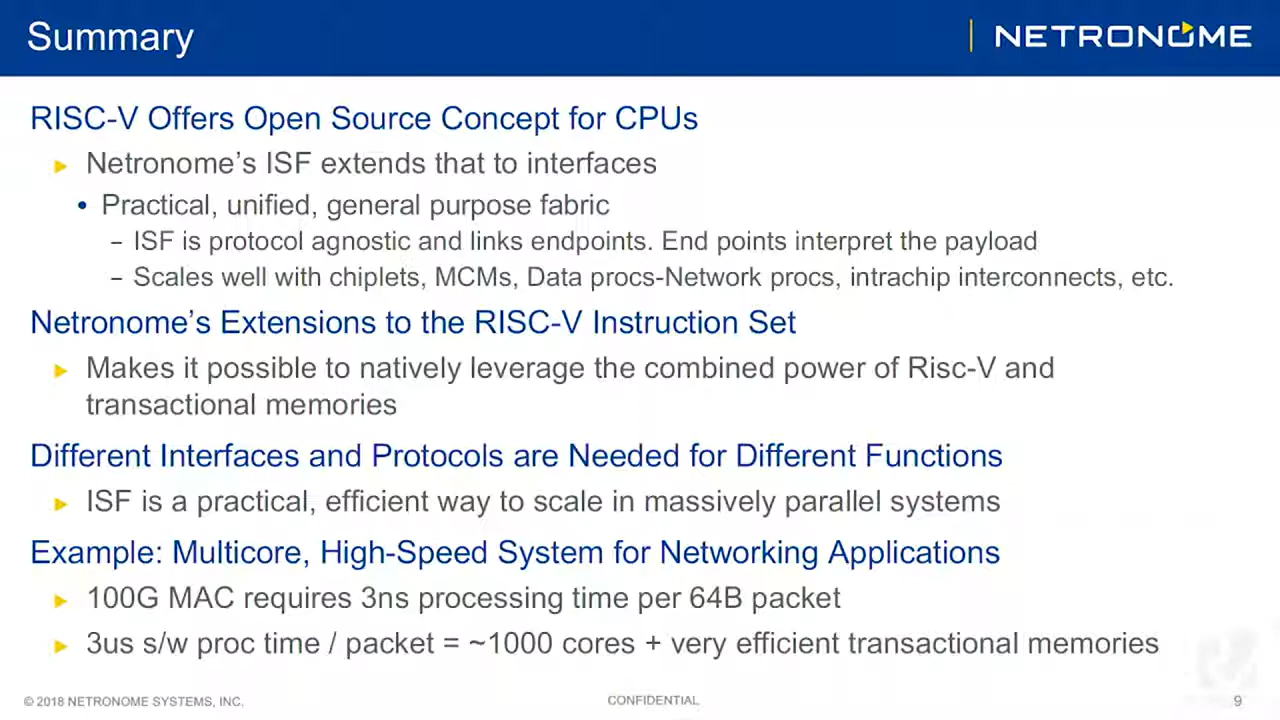 Summary
NETRONOME
RISC-V Offers Open Source Concept for CPUs
► Netronome’s ISF extends that to interfaces
• Practical, unified, general purpose fabric
– ISF is protocol agnostic and links endpoints. End points interpret the payload
– Scales well with chiplets, MCMs, Data procs-Network procs, intrachip interconnects, etc.
Netronome’s Extensions to the RISC-V Instruction Set
► Makes it possible to natively leverage the combined power of Risc-V and
transactional memories
Different Interfaces and Protocols are Needed for Different Functions
► ISF is a practical, efficient way to scale in massively parallel systems
Example: Multicore, High-Speed System for Networking Applications
► 100G MAC requires 3ns processing time per 64B packet
► 3us s/w proc time / packet = ~1000 cores + very efficient transactional memories
© 2018 NETRONOME SYSTEMS, INC.
CONFIDENTIAL
9